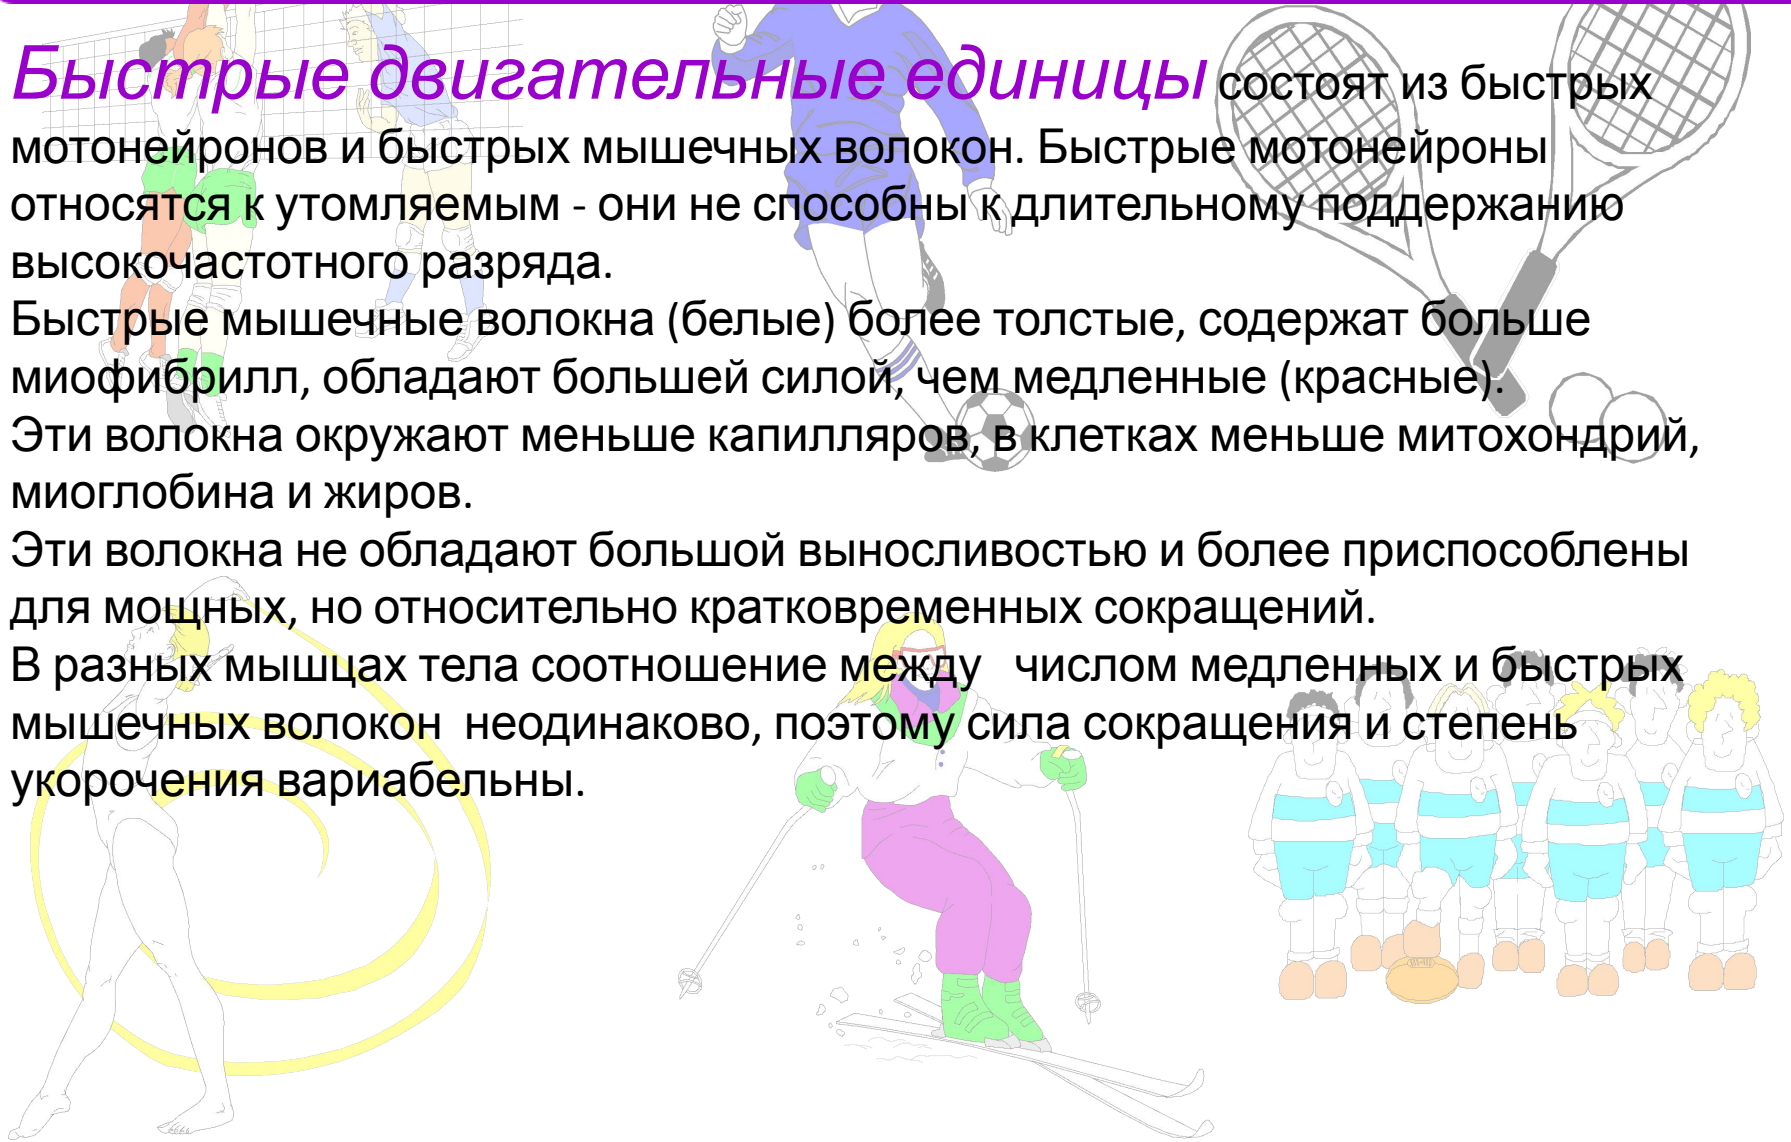 Быстрые двигательные единицы состоят из быстрых
мотонейронов и быстрых мышечных волокон. Быстрые мотонейроны
относятся к утомляемым - они не способны к длительному поддержанию
высокочастотного разряда.
Быстрые мышечные волокна (белые) более толстые, содержат больше
миофибрилл, обладают большей силой, чем медленные (красные).
Эти волокна окружают меньше капилляров, в клетках меньше митохондрий,
миоглобина и жиров.
Эти волокна не обладают большой выносливостью и более приспособлены
для мощных, но относительно кратковременных сокращений.
В разных мышцах тела соотношение между числом медленных и быстрых
мышечных волокон неодинаково, поэтому сила сокращения и степень
укорочения вариабельны.